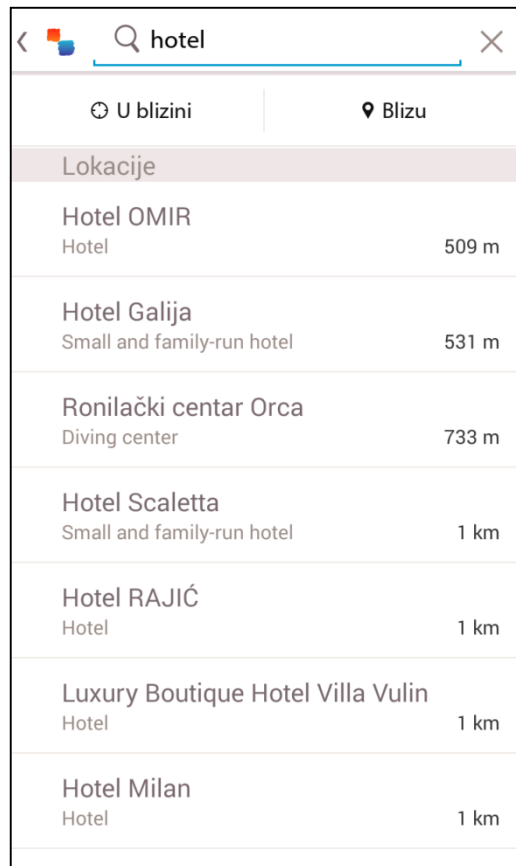 hotel
U blizini
Blizu
Lokacije
Hotel OMIR
Hotel
509 m
Hotel Galija
Small and family-run hotel
531 m
Ronilački centar Orca
Diving center
733 m
Hotel Scaletta
Small and family-run hotel
1 km
Hotel RAJIĆ
Hotel
1 km
Luxury Boutique Hotel Villa Vulin
Hotel
1 km
Hotel Milan
Hotel
1 km